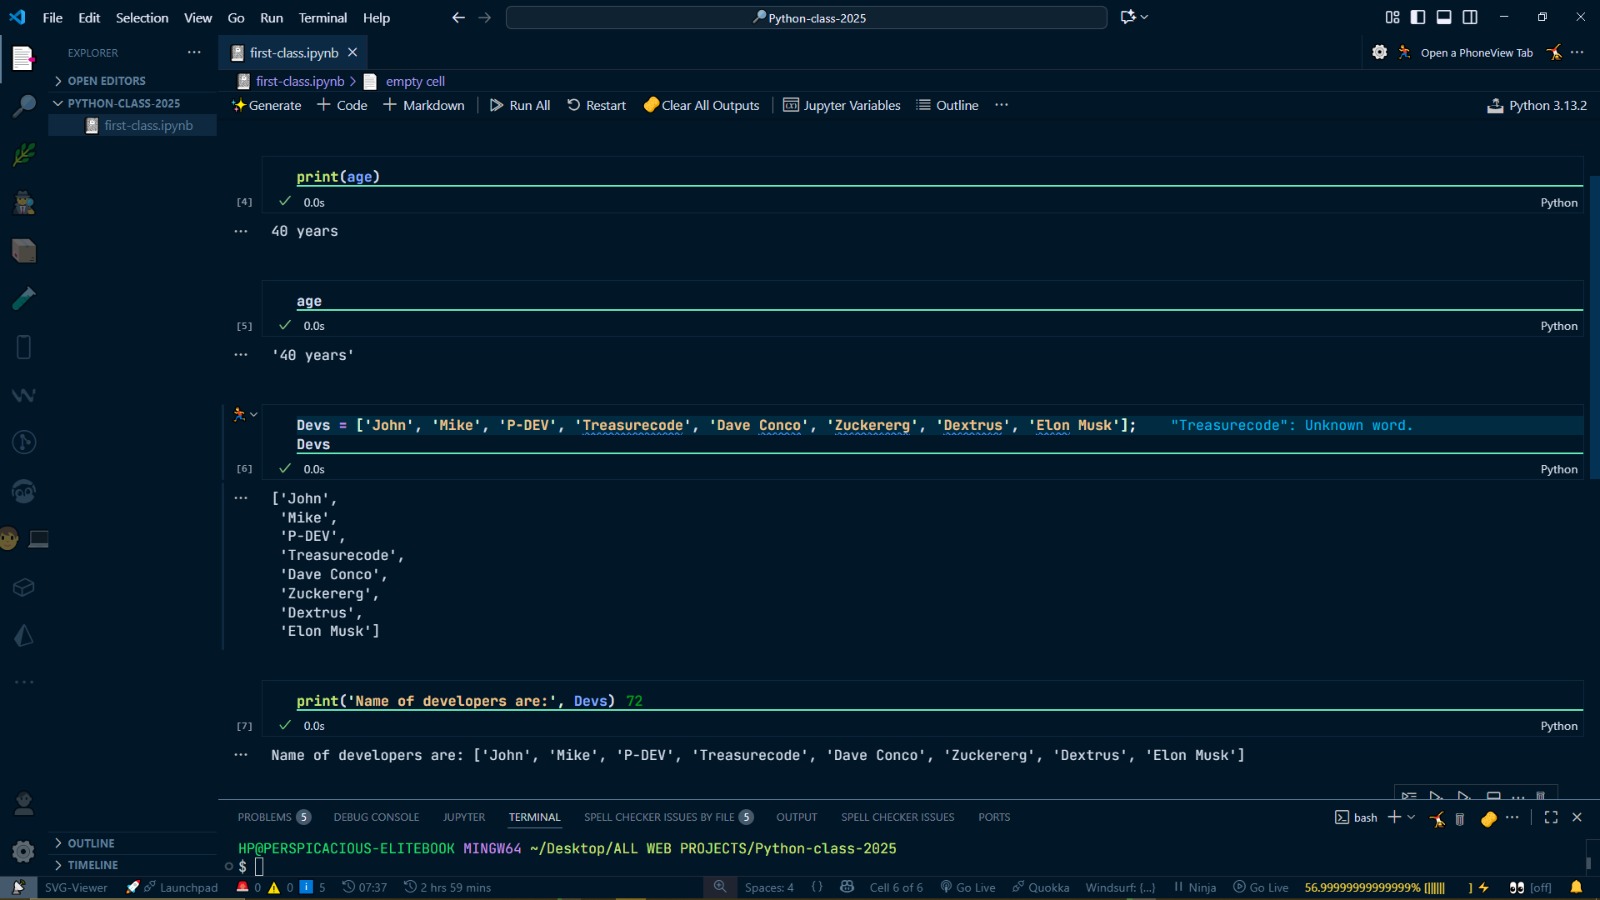 File Edit Selection View Go Run Terminal Help
Python-class-2025
EXPLORER
first-class.ipynb
Open a PhoneView Tab
OPEN EDITORS
first-class.ipynb > empty cell
PYTHON-CLASS-2025
first-class.ipynb
Generate + Code + Markdown Run All Restart Clear All Outputs Jupyter Variables Outline ...
Python 3.13.2
print(age)
[4] 0.0s Python
40 years
age
[5] 0.0s Python
'40 years'
Devs = ['John', 'Mike', 'P-DEV', 'Treasurecode', 'Dave Conco', 'Zuckererg', 'Dextrus', 'Elon Musk']; "Treasurecode": Unknown word.
Devs
[6] 0.0s Python
['John',
'Mike',
'P-DEV',
'Treasurecode',
'Dave Conco',
'Zuckererg',
'Dextrus',
'Elon Musk']
print('Name of developers are:', Devs) 72
[7] 0.0s Python
Name of developers are: ['John', 'Mike', 'P-DEV', 'Treasurecode', 'Dave Conco', 'Zuckererg', 'Dextrus', 'Elon Musk']
PROBLEMS 5 DEBUG CONSOLE JUPYTER TERMINAL SPELL CHECKER ISSUES BY FILE 5 OUTPUT SPELL CHECKER ISSUES PORTS
bash
HP@PERSPICACIOUS-ELITEBOOK MINGW64 ~/Desktop/ALL WEB PROJECTS/Python-class-2025
$
OUTLINE
TIMELINE
SVG-Viewer Launchpad 0 0 5 07:37 2 hrs 59 mins Spaces: 4 {} Cell 6 of 6 Go Live Quokka Windsurf: {...} Ninja Go Live 56.99999999999999% [||||||| ] [off]